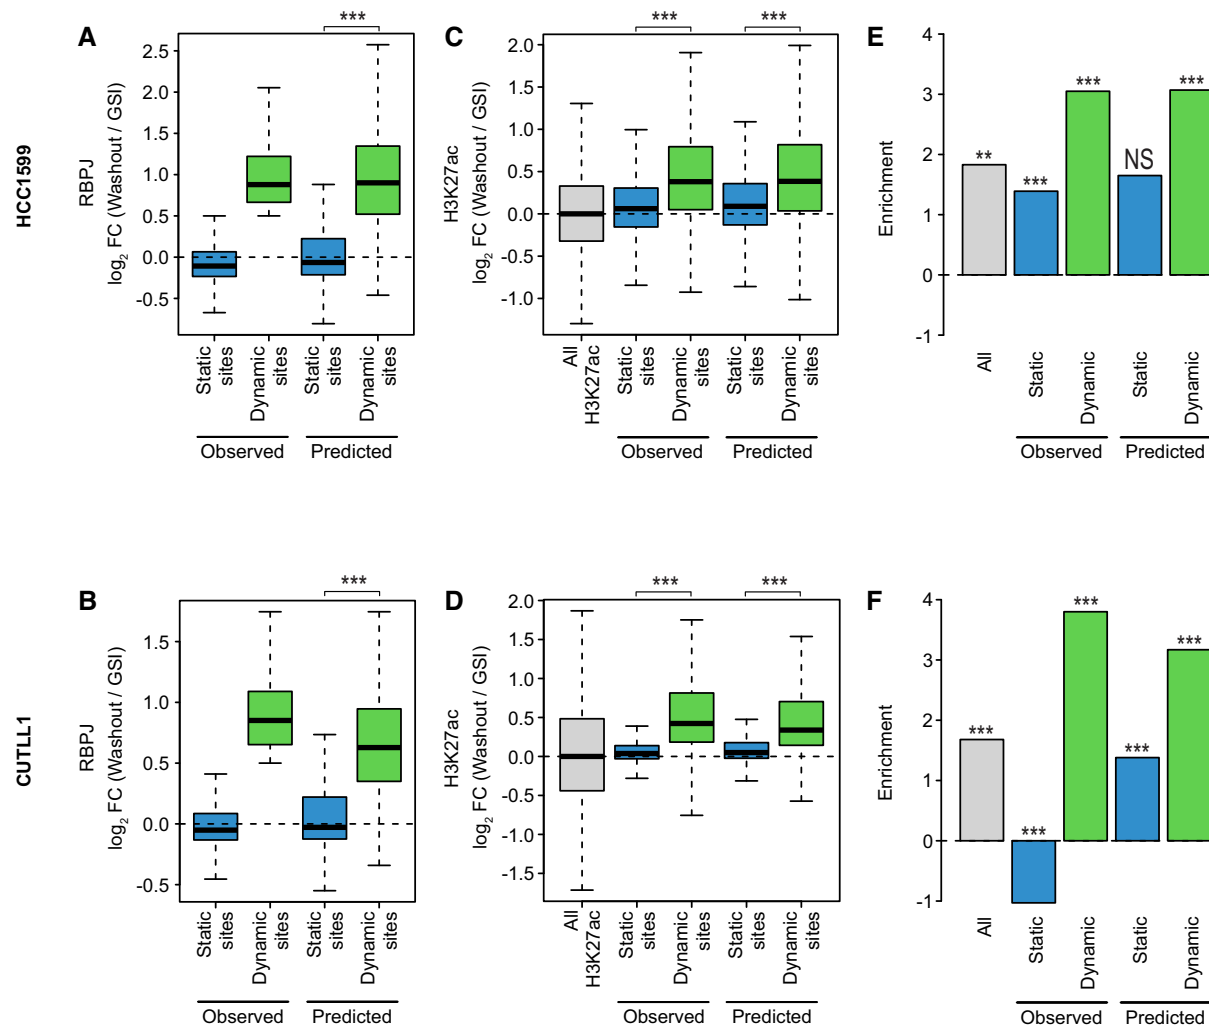 HCC1599
A
RBPJ
log2 FC (Washout / GSI)
***
2.5
2.0
1.5
1.0
0.5
0.0
-0.5
Static sites
Dynamic sites
Static sites
Dynamic sites
Observed
Predicted
C
H3K27ac
log2 FC (Washout / GSI)
*** ***
2.0
1.5
1.0
0.5
0.0
-0.5
-1.0
All H3K27ac
Static sites
Dynamic sites
Static sites
Dynamic sites
Observed
Predicted
E
Enrichment
4
3
2
1
0
-1
**
***
***
NS
***
All
Static
Dynamic
Static
Dynamic
Observed
Predicted
CUTLL1
B
RBPJ
log2 FC (Washout / GSI)
***
1.5
1.0
0.5
0.0
-0.5
Static sites
Dynamic sites
Static sites
Dynamic sites
Observed
Predicted
D
H3K27ac
log2 FC (Washout / GSI)
*** ***
2.0
1.5
1.0
0.5
0.0
-0.5
-1.0
-1.5
All H3K27ac
Static sites
Dynamic sites
Static sites
Dynamic sites
Observed
Predicted
F
Enrichment
4
3
2
1
0
-1
***
***
***
***
***
All
Static
Dynamic
Static
Dynamic
Observed
Predicted